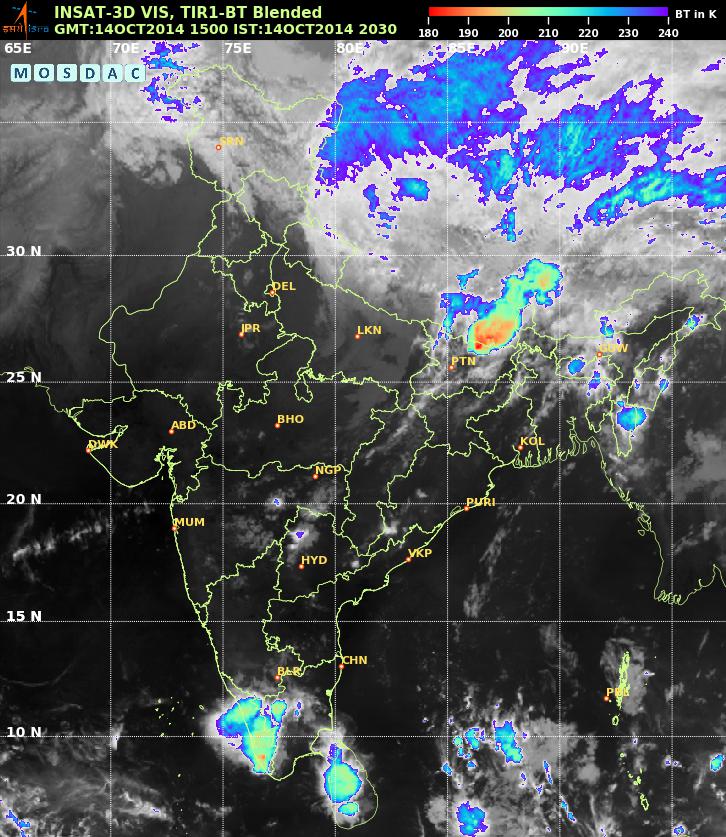 INSAT-3D VIS, TIR1-BT Blended
GMT:14OCT2014 1500 IST:14OCT2014 2030
BT in K
180 190 200 210 220 230 240
65E 70E 75E 80E 85E 90E
MOSDAC
SRN
30 N
DEL
JPR
LKN
GUW
PTN
25 N
ABD
BHO
DWK
KOL
NGP
20 N
PURI
MUM
VKP
HYD
15 N
CHN
BLR
PBL
10 N